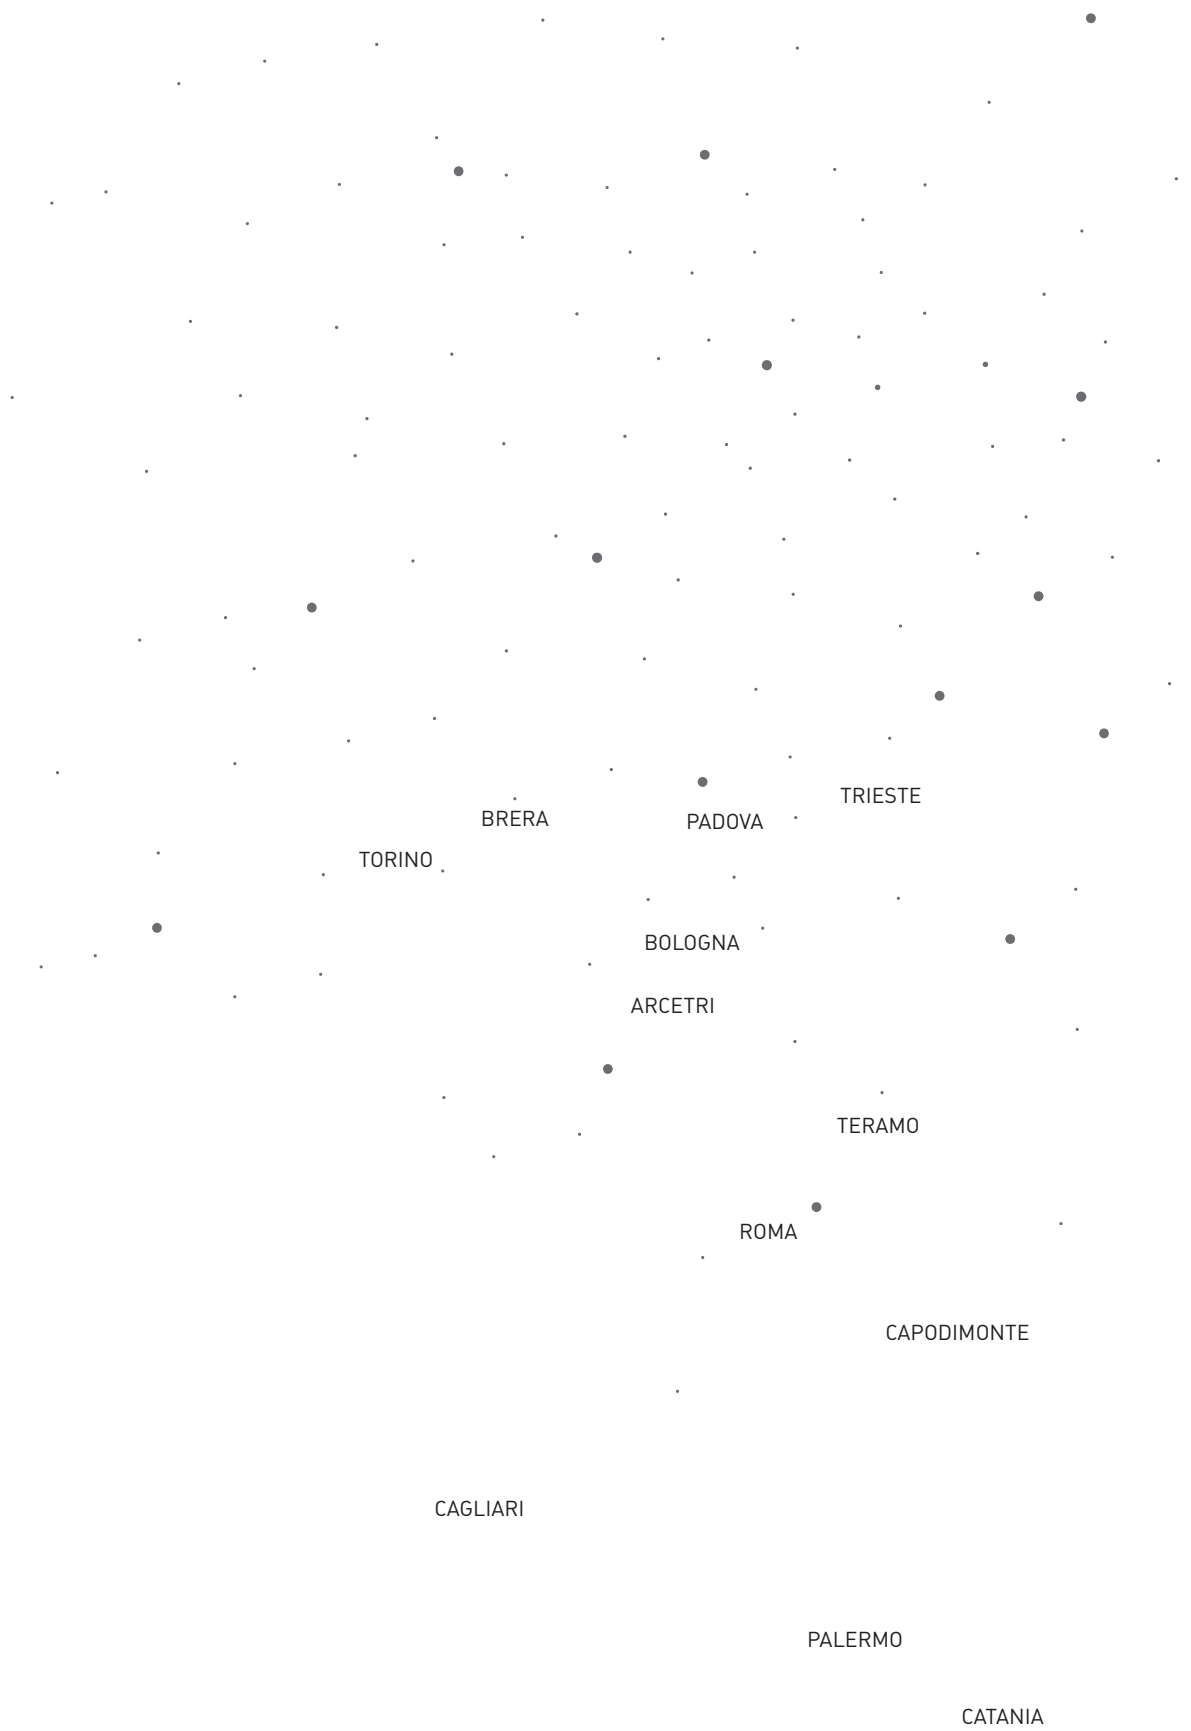 TRIESTE
BRERA
PADOVA
TORINO
BOLOGNA
ARCETRI
TERAMO
ROMA
CAPODIMONTE
CAGLIARI
PALERMO
CATANIA